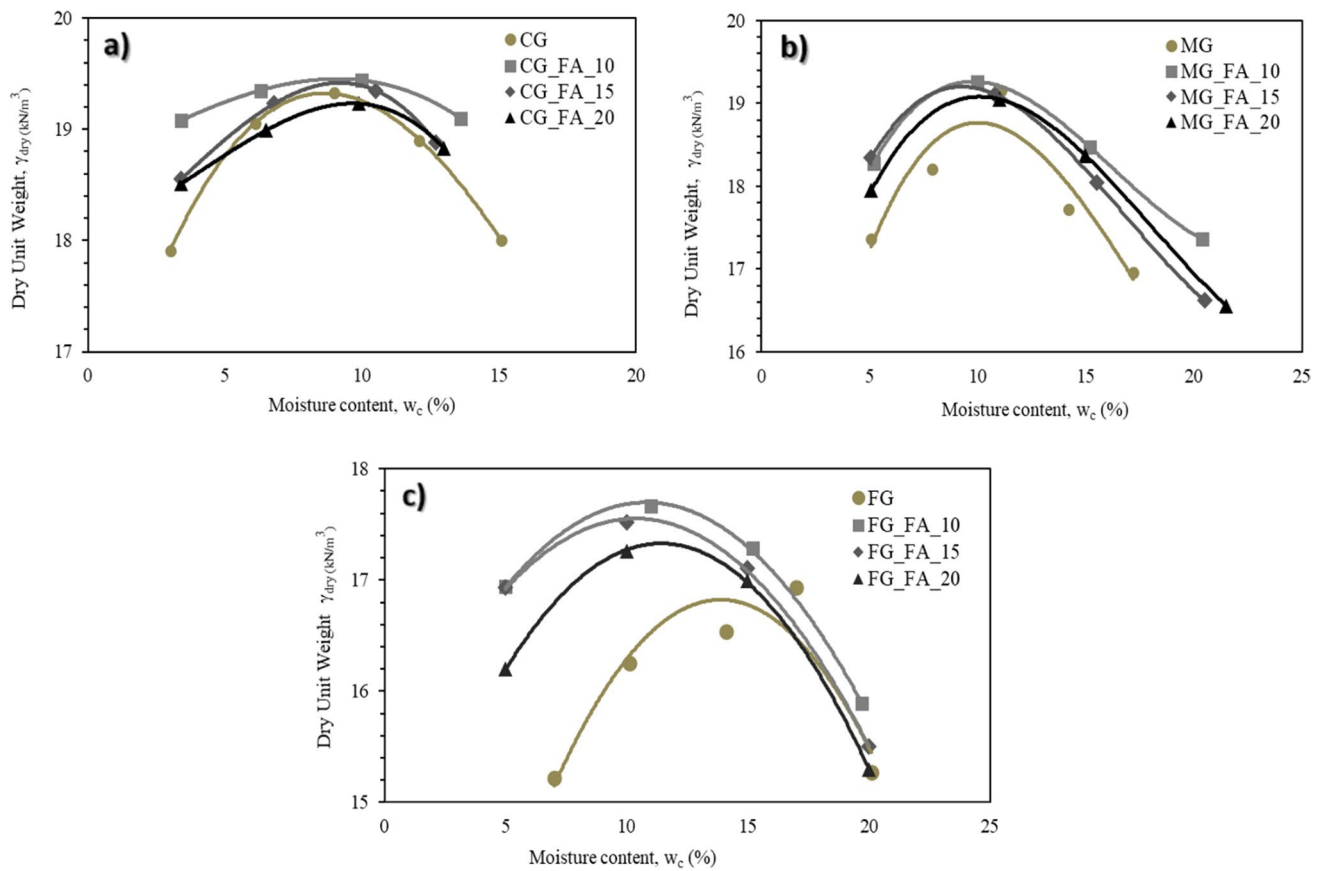 a)
CG
CG_FA_10
CG_FA_15
CG_FA_20
20
19
18
17
Dry Unit Weight, γdry (kN/m3)
0 5 10 15 20
Moisture content, wc (%)
b)
MG
MG_FA_10
MG_FA_15
MG_FA_20
20
19
18
17
16
Dry Unit Weight, γdry (kN/m3)
0 5 10 15 20 25
Moisture content, wc (%)
c)
FG
FG_FA_10
FG_FA_15
FG_FA_20
18
17
16
15
Dry Unit Weight γdry (kN/m3)
0 5 10 15 20 25
Moisture content, wc (%)